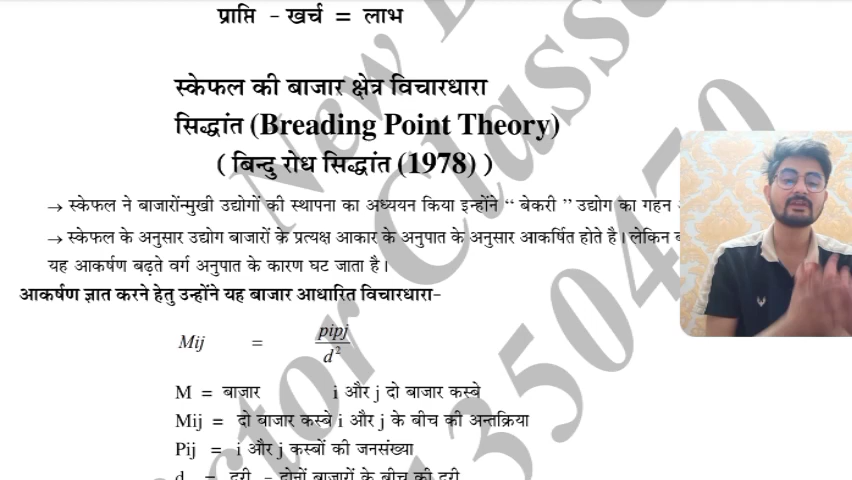 प्राप्ति - खर्च = लाभ
स्केफल की बाजार क्षेत्र विचारधारा
सिद्धांत (Breading Point Theory)
( बिन्दु रोध सिद्धांत (1978) )
→ स्केफल ने बाजारोंन्मुखी उद्योगों की स्थापना का अध्ययन किया इन्होंने “ बेकरी ” उद्योग का गहन
→ स्केफल के अनुसार उद्योग बाजारों के प्रत्यक्ष आकार के अनुपात के अनुसार आकर्षित होते है। लेकिन
यह आकर्षण बढ़ते वर्ग अनुपात के कारण घट जाता है।
आकर्षण ज्ञात करने हेतु उन्होंने यह बाजार आधारित विचारधारा-
Mij = pipj
d²
M = बाजार i और j दो बाजार कस्बे
Mij = दो बाजार कस्बे i और j के बीच की अन्तक्रिया
Pij = i और j कस्बों की जनसंख्या
d = दूरी - दोनों बाजारों के बीच की दूरी